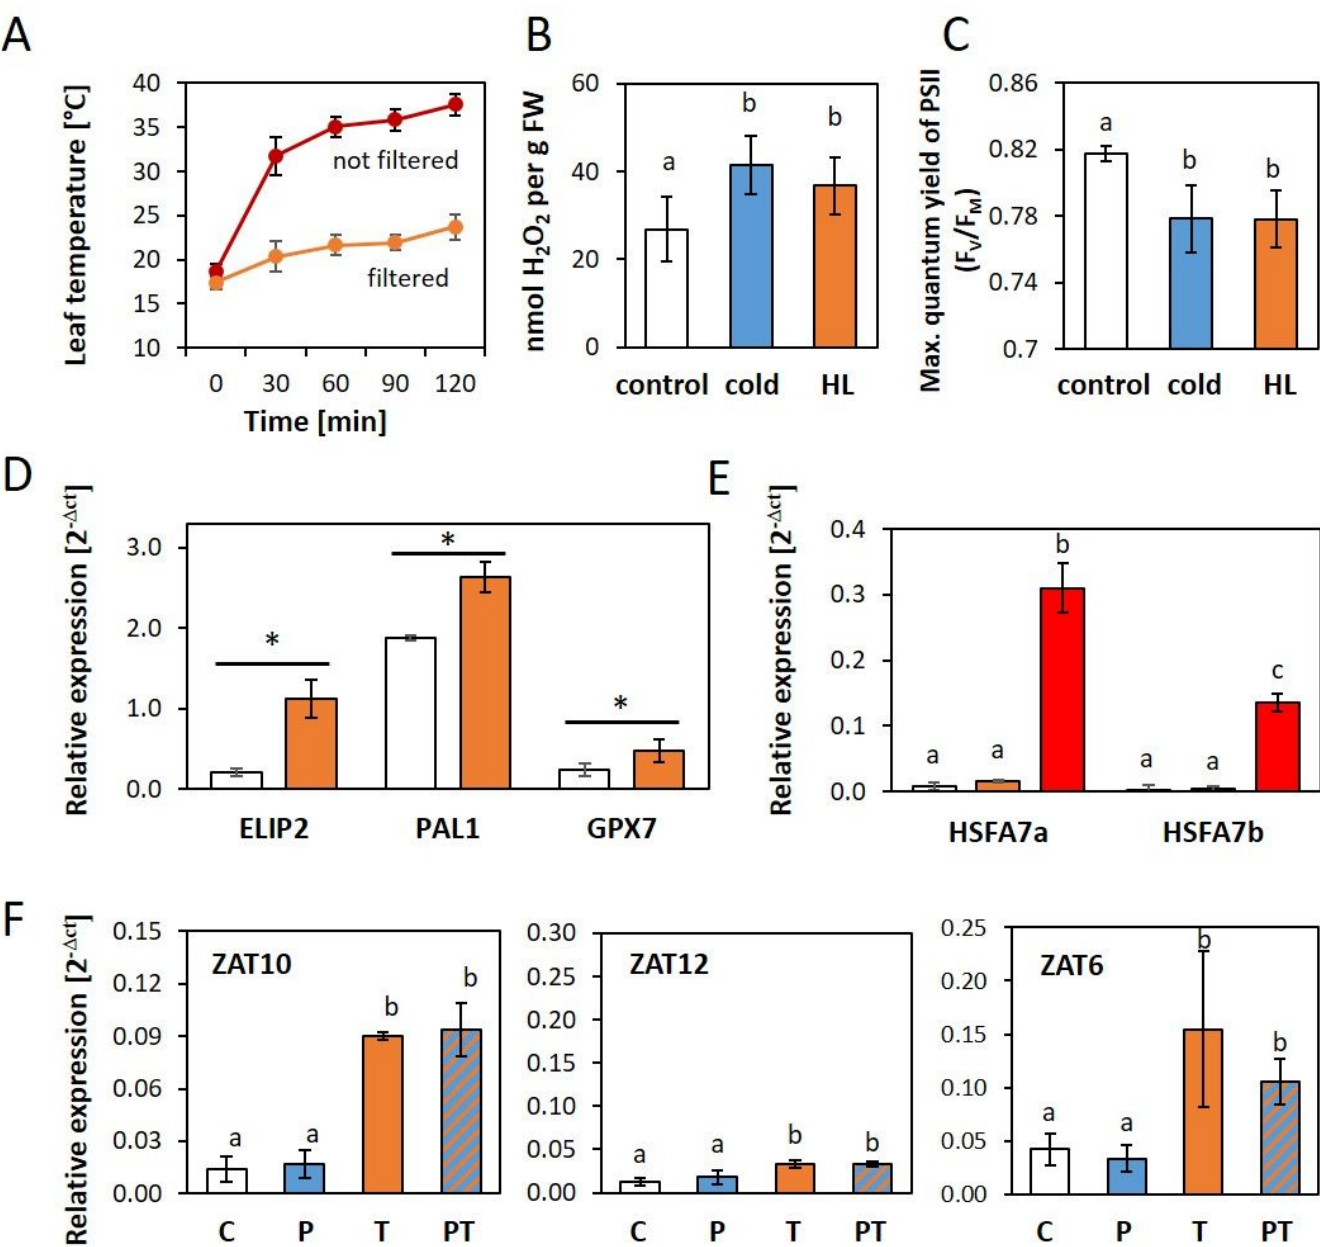 A
Leaf temperature [°C]
40
35
30
25
20
15
10
not filtered
filtered
0 30 60 90 120
Time [min]
B
nmol H₂O₂ per g FW
60
40
20
0
a
b
b
control cold HL
C
Max. quantum yield of PSII
(Fᵥ/F_M)
0.86
0.82
0.78
0.74
0.7
a
b
b
control cold HL
D
Relative expression [2^-Δct]
3.0
2.0
1.0
0.0
*
*
*
ELIP2 PAL1 GPX7
E
Relative expression [2^-Δct]
0.4
0.3
0.2
0.1
0.0
a
a
b
a
a
c
HSFA7a HSFA7b
F
Relative expression [2^-Δct]
0.15
0.12
0.09
0.06
0.03
0.00
ZAT10
a
a
b
b
C P T PT
0.30
0.25
0.20
0.15
0.10
0.05
0.00
ZAT12
a
a
b
b
C P T PT
0.25
0.20
0.15
0.10
0.05
0.00
ZAT6
a
a
b
b
C P T PT